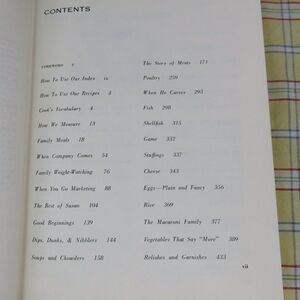 CONTENTS
FOREWORD v
How To Use Our Index ix
How To Use Our Recipes 3
Cook's Vocabulary 4
How We Measure 13
Family Meals 18
When Company Comes 54
Family Weight-Watching 76
When You Go Marketing 88
The Best of Susan 104
Good Beginnings 139
Dips, Dunks, & Nibblers 144
Soups and Chowders 158
The Story of Meats 171
Poultry 259
When He Carves 293
Fish 298
Shellfish 315
Game 332
Stuffings 337
Cheese 343
Eggs—Plain and Fancy 356
Rice 369
The Macaroni Family 377
Vegetables That Say "More" 389
Relishes and Garnishes 433
vii